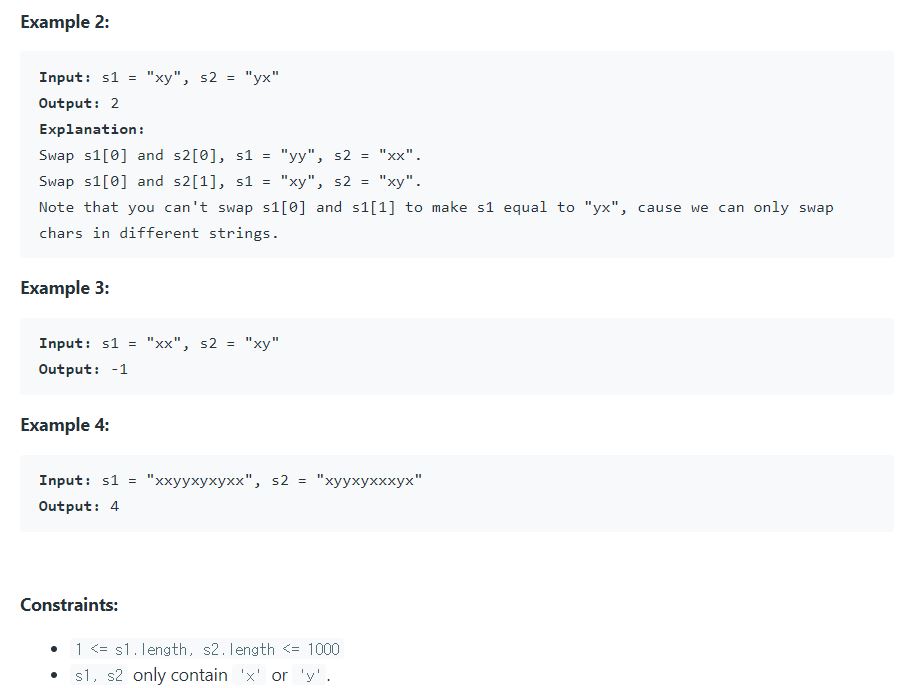 Example 2:
Input: s1 = "xy", s2 = "yx"
Output: 2
Explanation:
Swap s1[0] and s2[0], s1 = "yy", s2 = "xx".
Swap s1[0] and s2[1], s1 = "xy", s2 = "xy".
Note that you can't swap s1[0] and s1[1] to make s1 equal to "yx", cause we can only swap
chars in different strings.
Example 3:
Input: s1 = "xx", s2 = "xy"
Output: -1
Example 4:
Input: s1 = "xxyyxyxyxx", s2 = "xyyxyxxxyx"
Output: 4
Constraints:
• 1 <= s1.length, s2.length <= 1000
• s1, s2 only contain 'x' or 'y'.